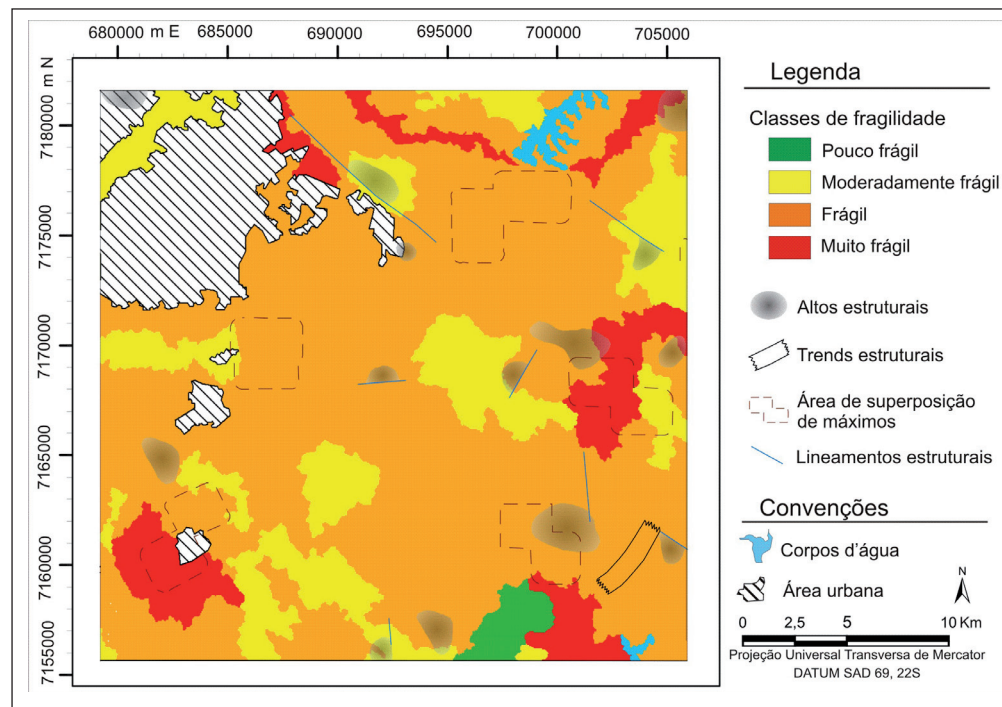 680000 m E 685000 690000 695000 700000 705000
7180000 m N
7175000
7170000
7165000
7160000
7155000
Legenda
Classes de fragilidade
Pouco frágil
Moderadamente frágil
Frágil
Muito frágil
Altos estruturais
Trends estruturais
Área de superposição
de máximos
Lineamentos estruturais
Convenções
Corpos d'água
Área urbana
N
0 2,5 5 10 Km
Projeção Universal Transversa de Mercator
DATUM SAD 69, 22S